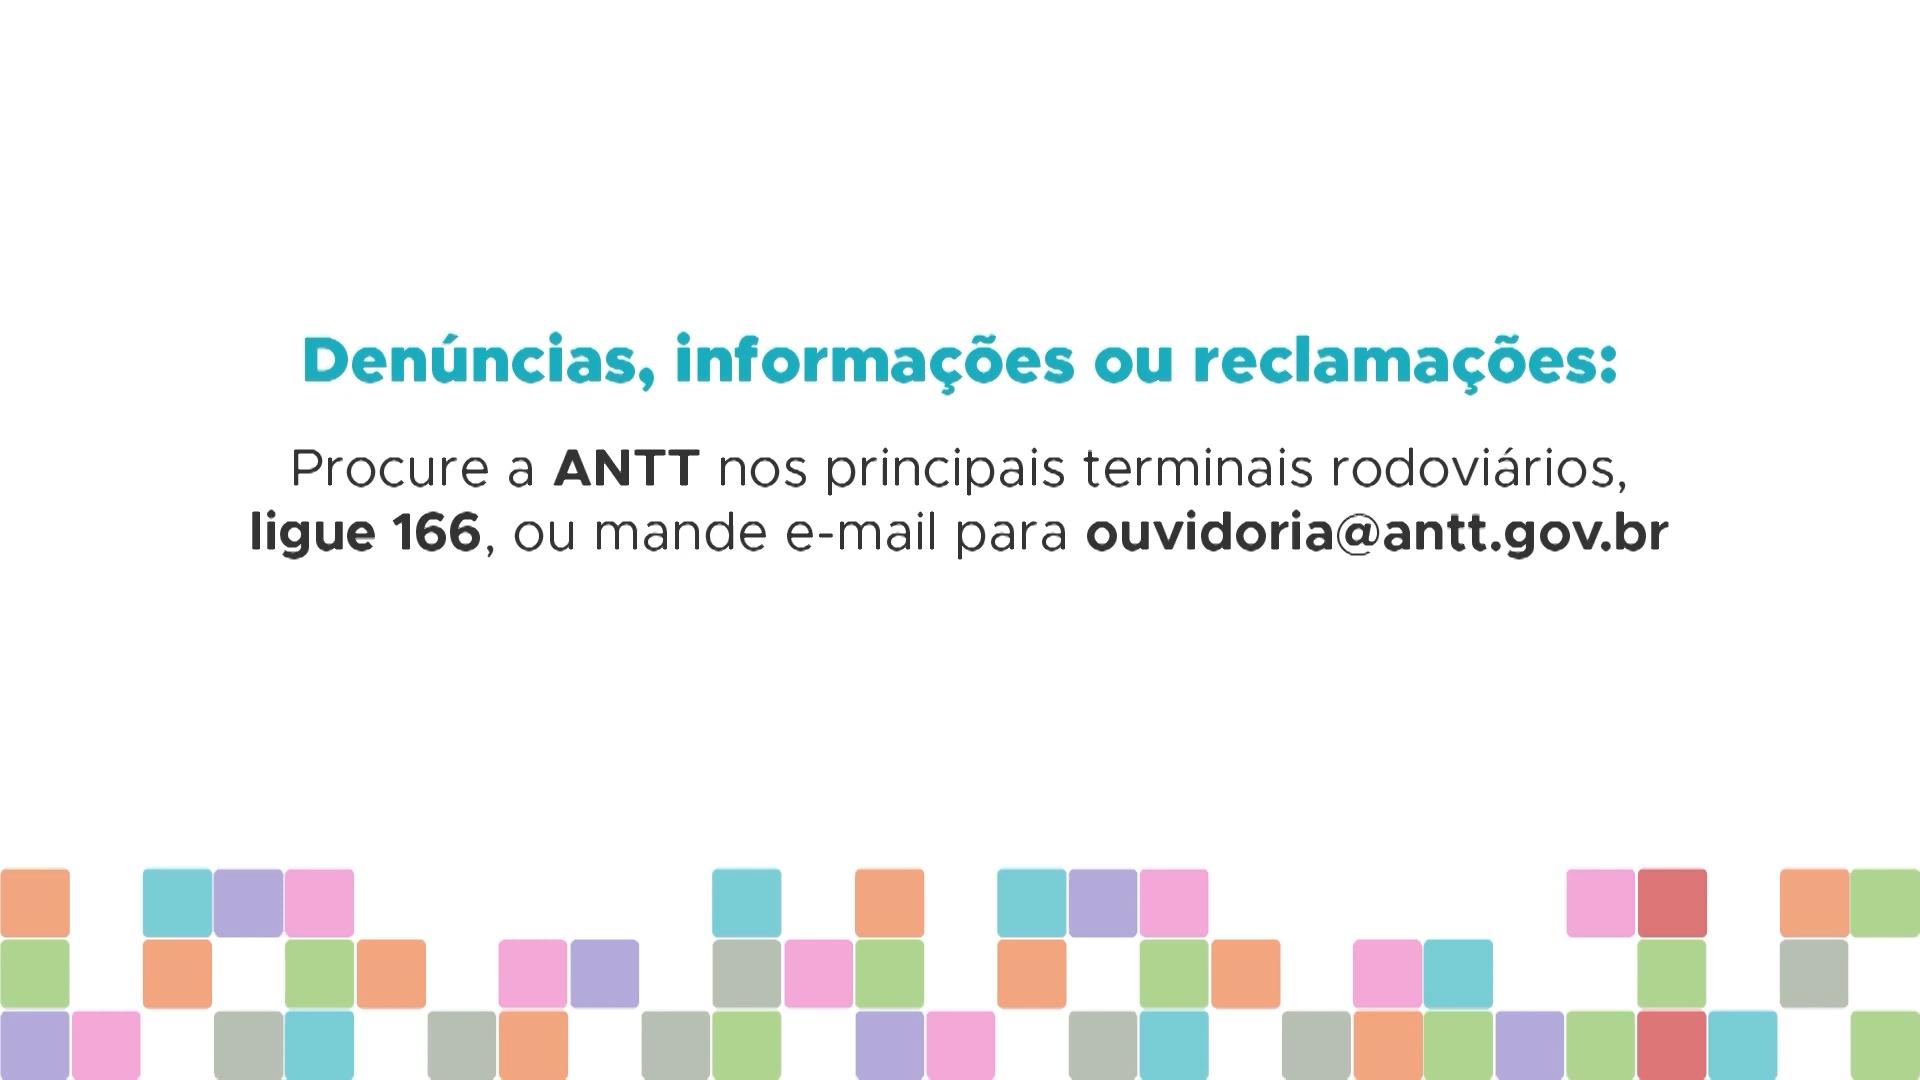 Denúncias, informações ou reclamações:
Procure a ANTT nos principais terminais rodoviários,
ligue 166, ou mande e-mail para ouvidoria@antt.gov.br